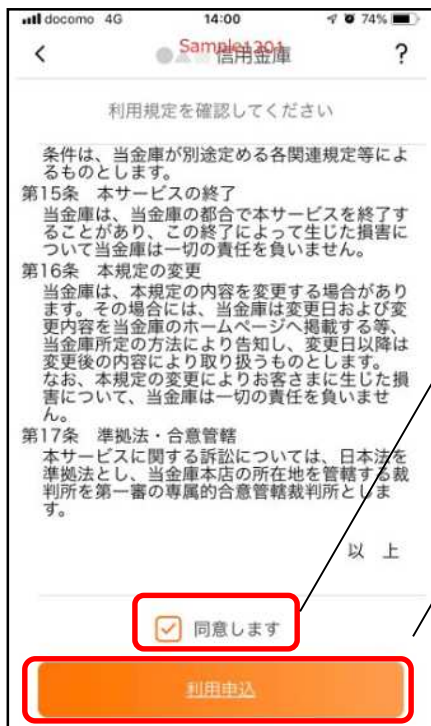 docomo 4G 14:00 74%
Sample1201
信用金庫 ?
利用規定を確認してください
条件は、当金庫が別途定める各関連規定等によ
るものとします。
第15条 本サービスの終了
当金庫は、当金庫の都合で本サービスを終了す
ることがあり、この終了によって生じた損害に
ついて当金庫は一切の責任を負いません。
第16条 本規定の変更
当金庫は、本規定の内容を変更する場合があり
ます。その場合には、当金庫は変更日および変
更内容を当金庫のホームページへ掲載する等、
当金庫所定の方法により告知し、変更日以降は
変更後の内容により取り扱うものとします。
なお、本規定の変更によりお客さまに生じた損
害について、当金庫は一切の責任を負いませ
ん。
第17条 準拠法・合意管轄
本サービスに関する訴訟については、日本法を
準拠法とし、当金庫本店の所在地を管轄する裁
判所を第一審の専属的合意管轄裁判所としま
す。
以 上
同意します
利用申込